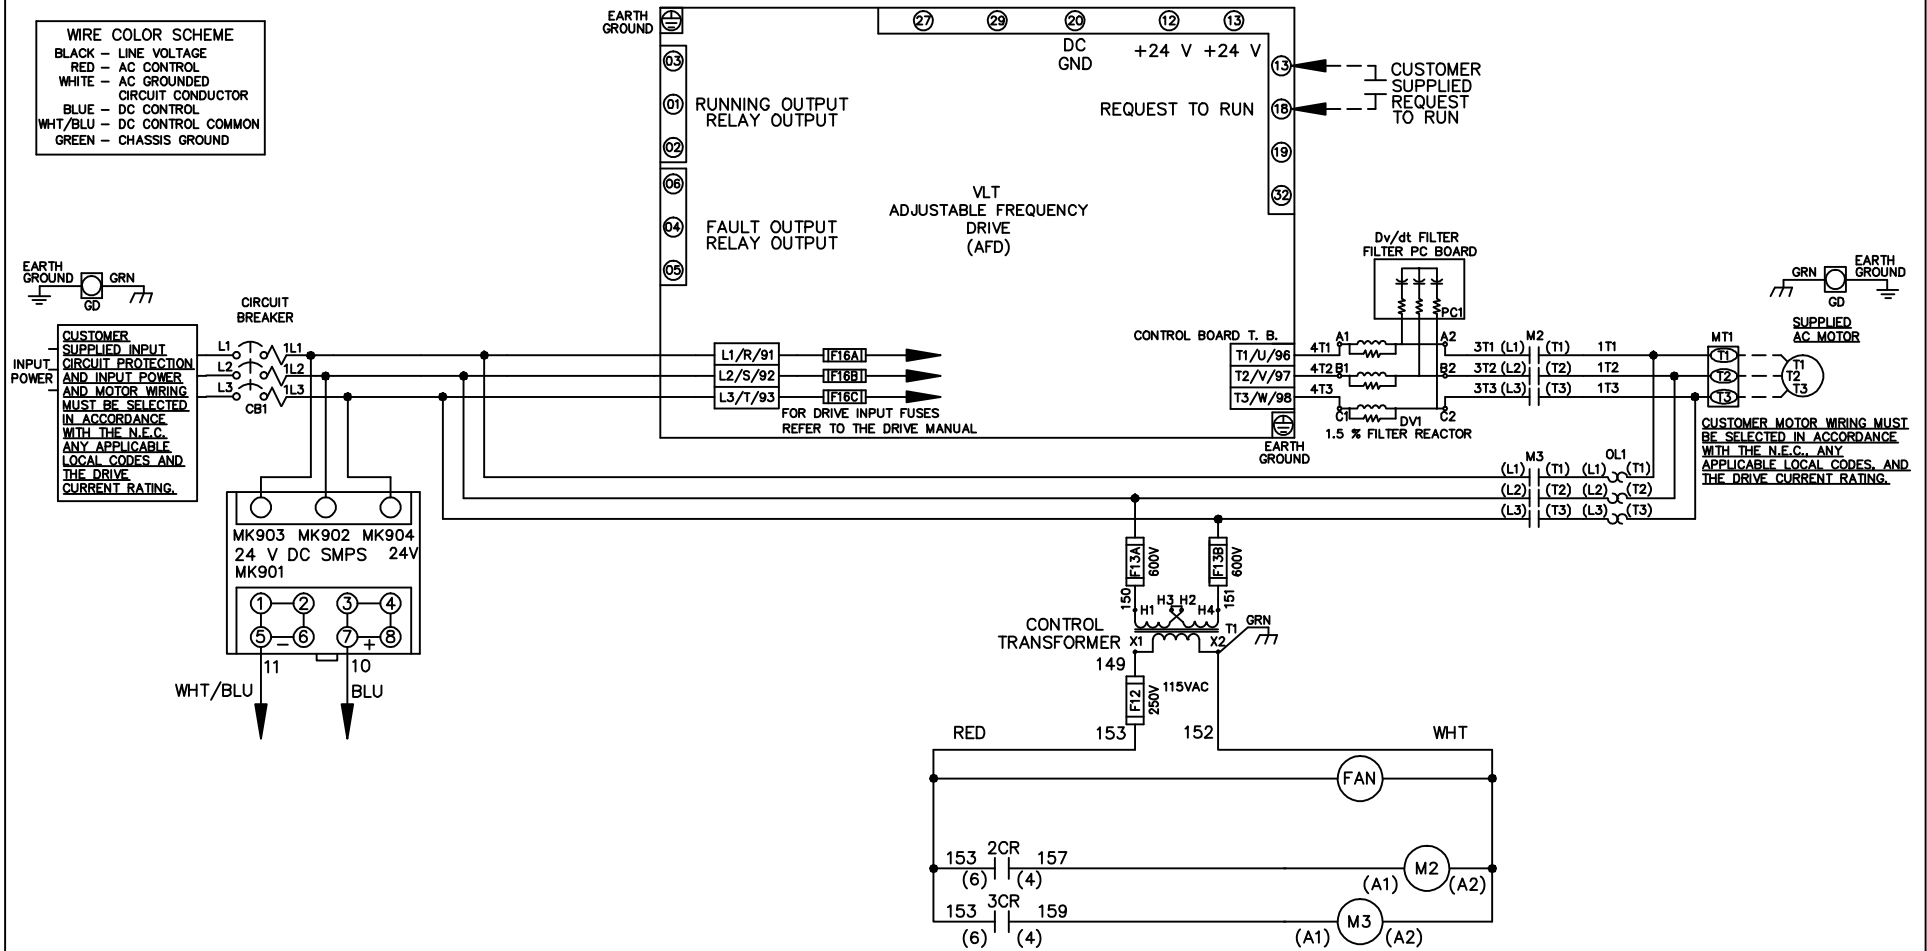 WIRE COLOR SCHEME
BLACK – LINE VOLTAGE
RED – AC CONTROL
WHITE – AC GROUNDED
CIRCUIT CONDUCTOR
BLUE – DC CONTROL
WHT/BLU – DC CONTROL COMMON
GREEN – CHASSIS GROUND
EARTH
GROUND
27 29 20 12 13
DC
GND
+24 V +24 V
03
01
02
RUNNING OUTPUT
RELAY OUTPUT
06
04
05
FAULT OUTPUT
RELAY OUTPUT
VLT
ADJUSTABLE FREQUENCY
DRIVE
(AFD)
REQUEST TO RUN
13
18
19
32
CUSTOMER
SUPPLIED
REQUEST
TO RUN
EARTH
GROUND
GRN
GD
CIRCUIT
BREAKER
INPUT
POWER
CUSTOMER
SUPPLIED INPUT
CIRCUIT PROTECTION
AND INPUT POWER
AND MOTOR WIRING
MUST BE SELECTED
IN ACCORDANCE
WITH THE N.E.C.
ANY APPLICABLE
LOCAL CODES AND
THE DRIVE
CURRENT RATING.
L1 1L1
L2 1L2
L3 1L3
CB1
L1/R/91 F16A
L2/S/92 F16B
L3/T/93 F16C
FOR DRIVE INPUT FUSES
REFER TO THE DRIVE MANUAL
CONTROL BOARD T. B.
T1/U/96
T2/V/97
T3/W/98
EARTH
GROUND
Dv/dt FILTER
FILTER PC BOARD
PC1
4T1 A1 A2
4T2 B1 B2
4T3 C1 C2
DV1
1.5 % FILTER REACTOR
M2
3T1 (L1) (T1) 1T1
3T2 (L2) (T2) 1T2
3T3 (L3) (T3) 1T3
MT1
T1
T2
T3
GRN
GD
EARTH
GROUND
SUPPLIED
AC MOTOR
T1
T2
T3
CUSTOMER MOTOR WIRING MUST
BE SELECTED IN ACCORDANCE
WITH THE N.E.C., ANY
APPLICABLE LOCAL CODES, AND
THE DRIVE CURRENT RATING.
M3 OL1
(L1) (T1) (L1) (T1)
(L2) (T2) (L2) (T2)
(L3) (T3) (L3) (T3)
MK903 MK902 MK904
24 V DC SMPS 24V
MK901
1 2 3 4
5 – 6 7 + 8
11 10
WHT/BLU BLU
F13A 600V
F13B 600V
150 151
H1 H3 H2 H4
CONTROL
TRANSFORMER
X1 X2 T1
GRN
149
F12 250V
115VAC
153 152
RED WHT
FAN
153 2CR 157
(6) (4)
M2
(A1) (A2)
153 3CR 159
(6) (4)
M3
(A1) (A2)